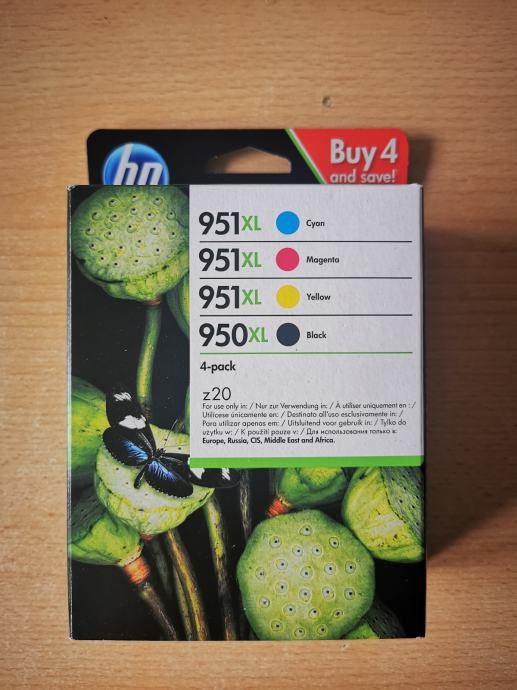 hp
Buy 4
and save!
951XL Cyan
951XL Magenta
951XL Yellow
950XL Black
4-pack
z20
For use only in: / Nur zur Verwendung in: / À utiliser uniquement en : /
Utilícese únicamente en: / Destinato all'uso esclusivamente in: /
Para utilizar apenas em: / Uitsluitend voor gebruik in: / Tylko do
użytku w: / K použití pouze v: / Для использования только в:
Europe, Russia, CIS, Middle East and Africa.